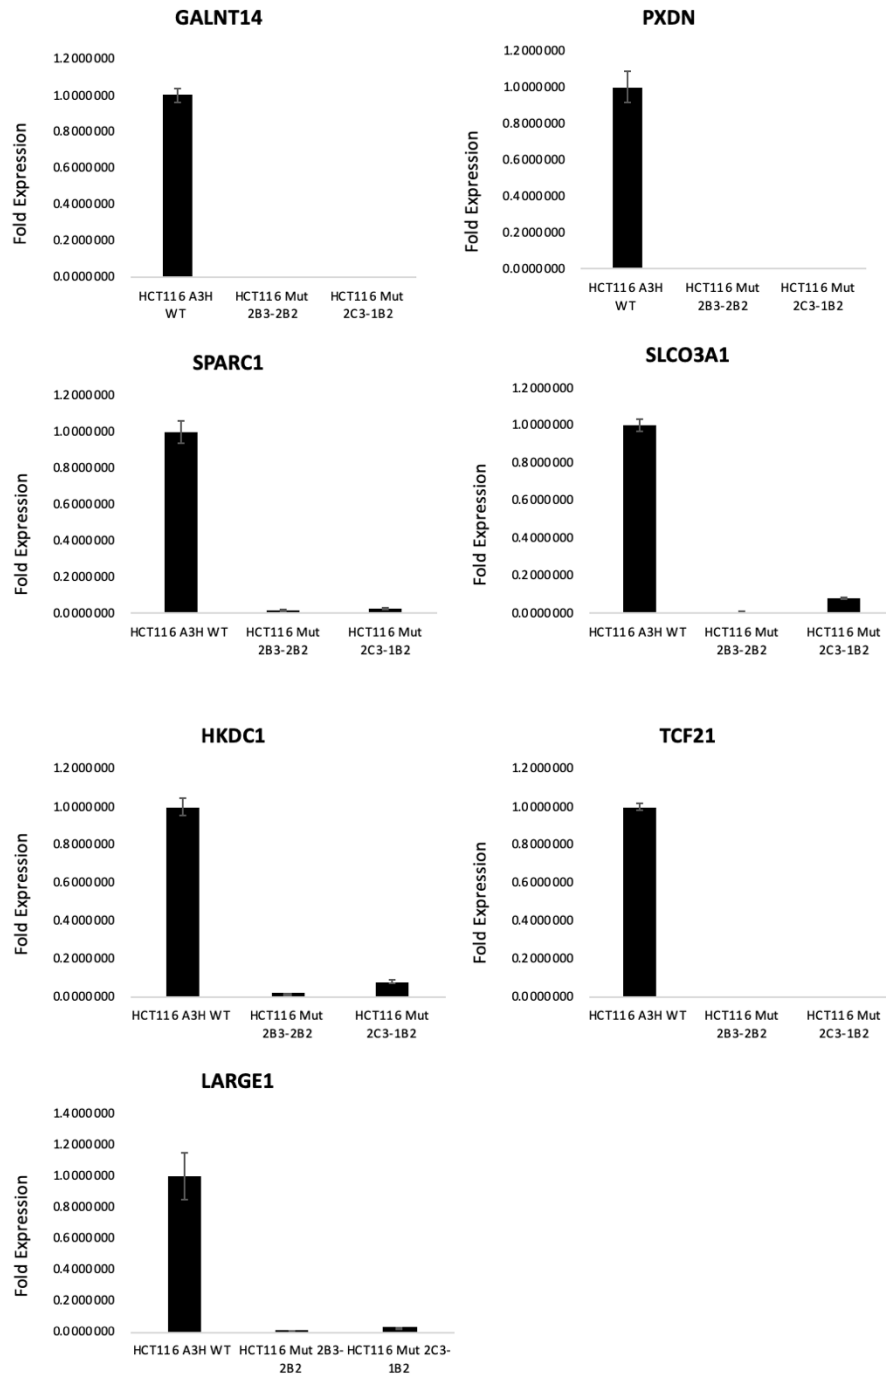 GALNT14
Fold Expression
1.2000000
1.0000000
0.8000000
0.6000000
0.4000000
0.2000000
0.0000000
HCT116 A3H
WT
HCT116 Mut
2B3-2B2
HCT116 Mut
2C3-1B2
PXDN
Fold Expression
1.2000000
1.0000000
0.8000000
0.6000000
0.4000000
0.2000000
0.0000000
HCT116 A3H
WT
HCT116 Mut
2B3-2B2
HCT116 Mut
2C3-1B2
SPARC1
Fold Expression
1.2000000
1.0000000
0.8000000
0.6000000
0.4000000
0.2000000
0.0000000
HCT116 A3H WT
HCT116 Mut
2B3-2B2
HCT116 Mut
2C3-1B2
SLCO3A1
Fold Expression
1.2000000
1.0000000
0.8000000
0.6000000
0.4000000
0.2000000
0.0000000
HCT116 A3H WT
HCT116 Mut
2B3-2B2
HCT116 Mut
2C3-1B2
HKDC1
Fold Expression
1.2000000
1.0000000
0.8000000
0.6000000
0.4000000
0.2000000
0.0000000
HCT116 A3H WT
HCT116 Mut
2B3-2B2
HCT116 Mut
2C3-1B2
TCF21
Fold Expression
1.2000000
1.0000000
0.8000000
0.6000000
0.4000000
0.2000000
0.0000000
HCT116 A3H WT
HCT116 Mut
2B3-2B2
HCT116 Mut
2C3-1B2
LARGE1
Fold Expression
1.4000000
1.2000000
1.0000000
0.8000000
0.6000000
0.4000000
0.2000000
0.0000000
HCT116 A3H WT
HCT116 Mut 2B3-
2B2
HCT116 Mut 2C3-
1B2